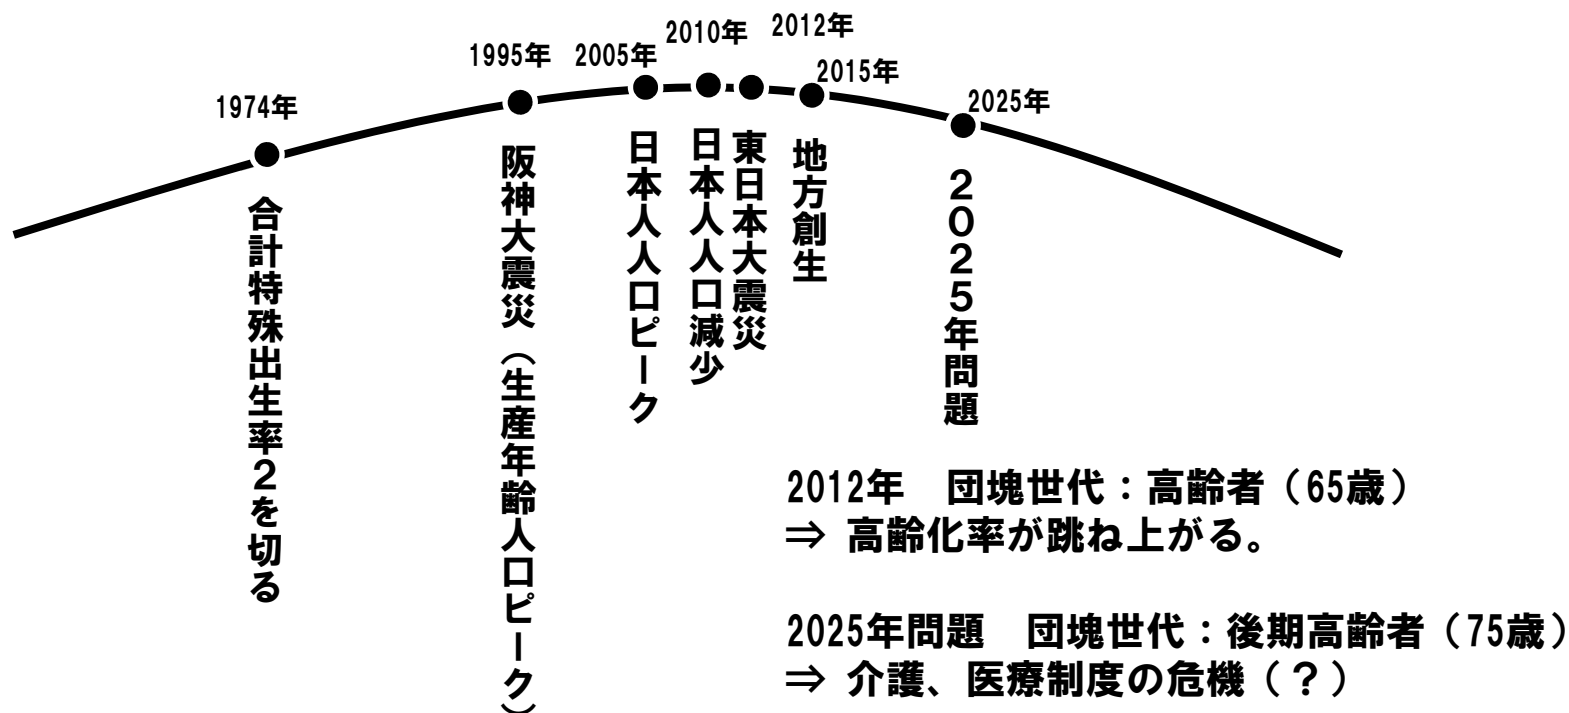 1974年
1995年
2005年
2010年
2012年
2015年
2025年
合計特殊出生率２を切る
阪神大震災（生産年齢人口ピーク）
日本人人口ピーク
日本人人口減少
東日本大震災
地方創生
２０２５年問題
2012年　団塊世代：高齢者（65歳）
⇒ 高齢化率が跳ね上がる。
2025年問題　団塊世代：後期高齢者（75歳）
⇒ 介護、医療制度の危機（？）